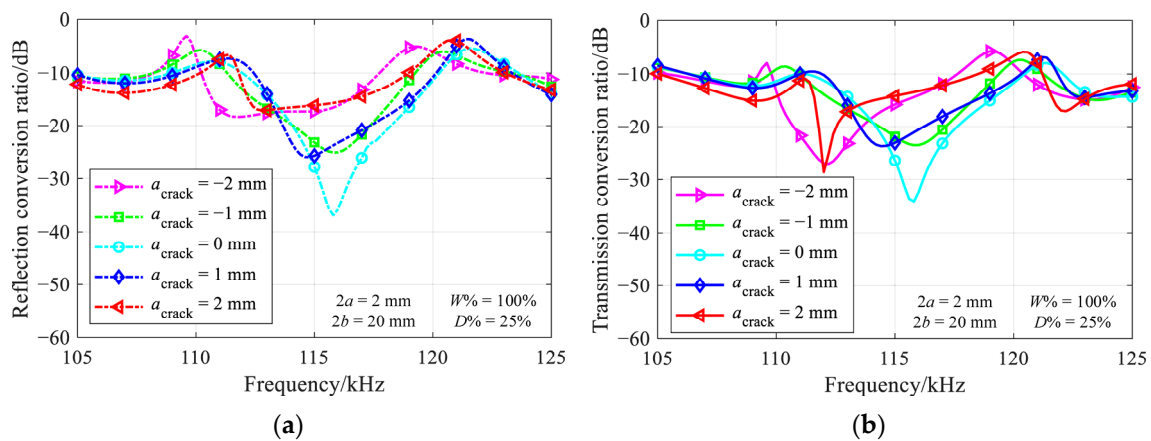 (a)
Reflection conversion ratio/dB
0
−10
−20
−30
−40
−50
−60
105
110
115
120
125
Frequency/kHz
a_crack = −2 mm
a_crack = −1 mm
a_crack = 0 mm
a_crack = 1 mm
a_crack = 2 mm
2a = 2 mm W% = 100%
2b = 20 mm D% = 25%
(a)
(b)
Transmission conversion ratio/dB
0
−10
−20
−30
−40
−50
−60
105
110
115
120
125
Frequency/kHz
a_crack = −2 mm
a_crack = −1 mm
a_crack = 0 mm
a_crack = 1 mm
a_crack = 2 mm
2a = 2 mm W% = 100%
2b = 20 mm D% = 25%
(b)